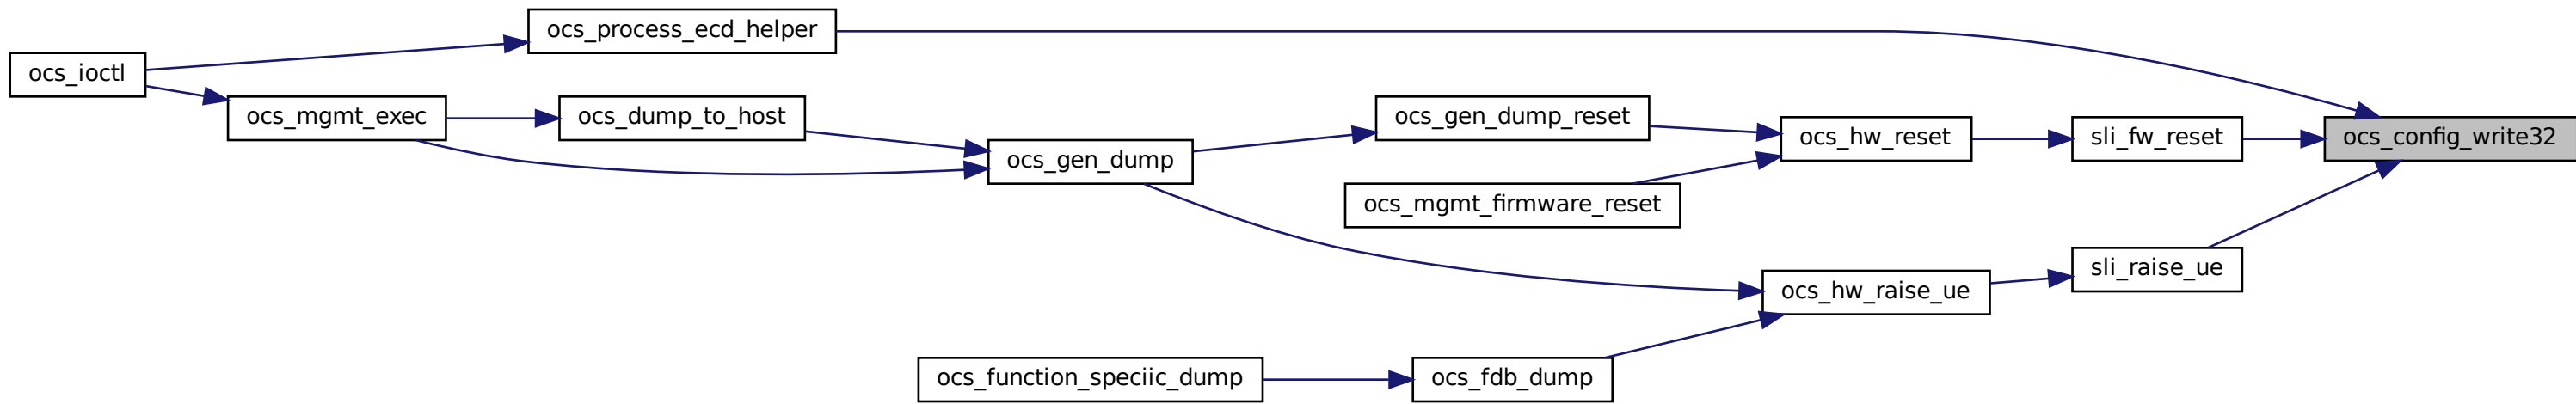 ocs_process_ecd_helper
ocs_ioctl
ocs_mgmt_exec
ocs_dump_to_host
ocs_gen_dump_reset
ocs_hw_reset
sli_fw_reset
ocs_config_write32
ocs_gen_dump
ocs_mgmt_firmware_reset
sli_raise_ue
ocs_hw_raise_ue
ocs_function_speciic_dump
ocs_fdb_dump